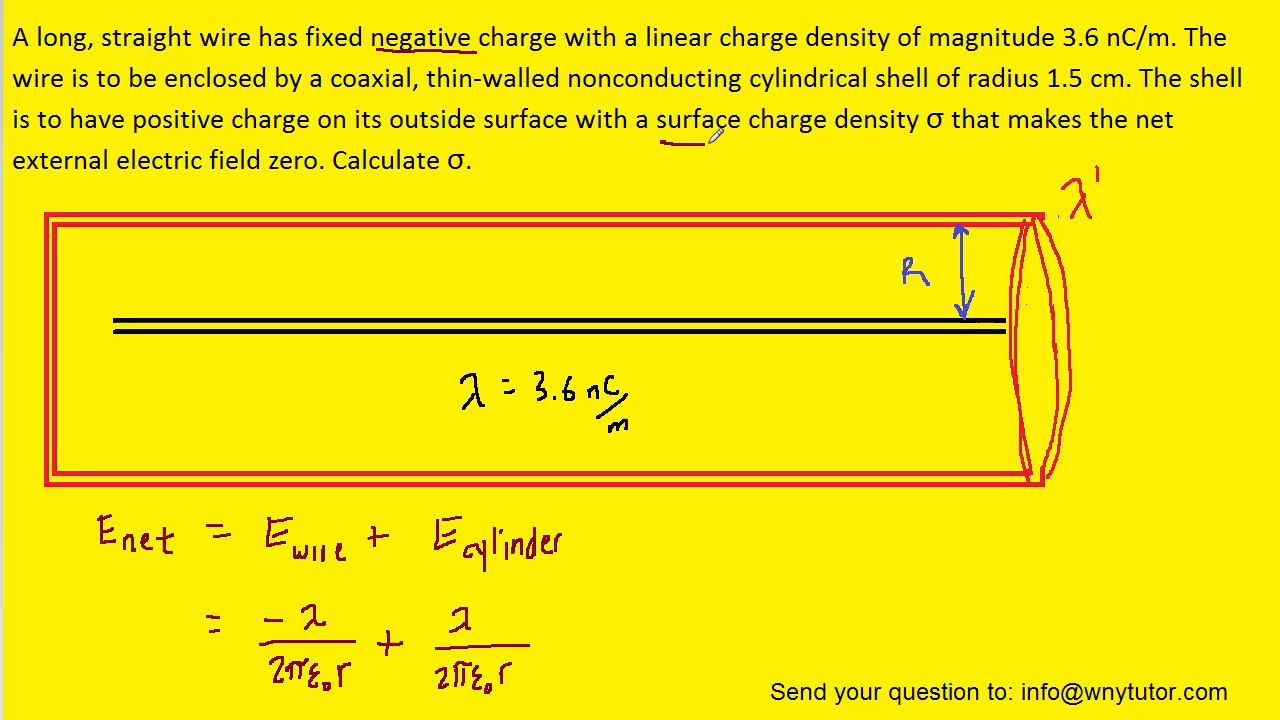 A long, straight wire has fixed negative charge with a linear charge density of magnitude 3.6 nC/m. The
wire is to be enclosed by a coaxial, thin-walled nonconducting cylindrical shell of radius 1.5 cm. The shell
is to have positive charge on its outside surface with a surface charge density σ that makes the net
external electric field zero. Calculate σ.
λ'
R
λ = 3.6 nC/m
E net = E wire + E cylinder
= -λ/2πε₀r + λ/2πε₀r
Send your question to: info@wnytutor.com